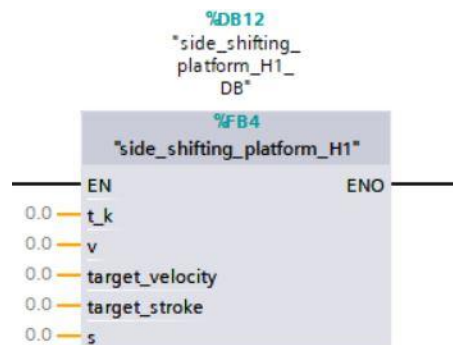 %DB12
"side_shifting_
platform_H1_
DB"
%FB4
"side_shifting_platform_H1"
EN ENO
0.0 t_k
0.0 v
0.0 target_velocity
0.0 target_stroke
0.0 s